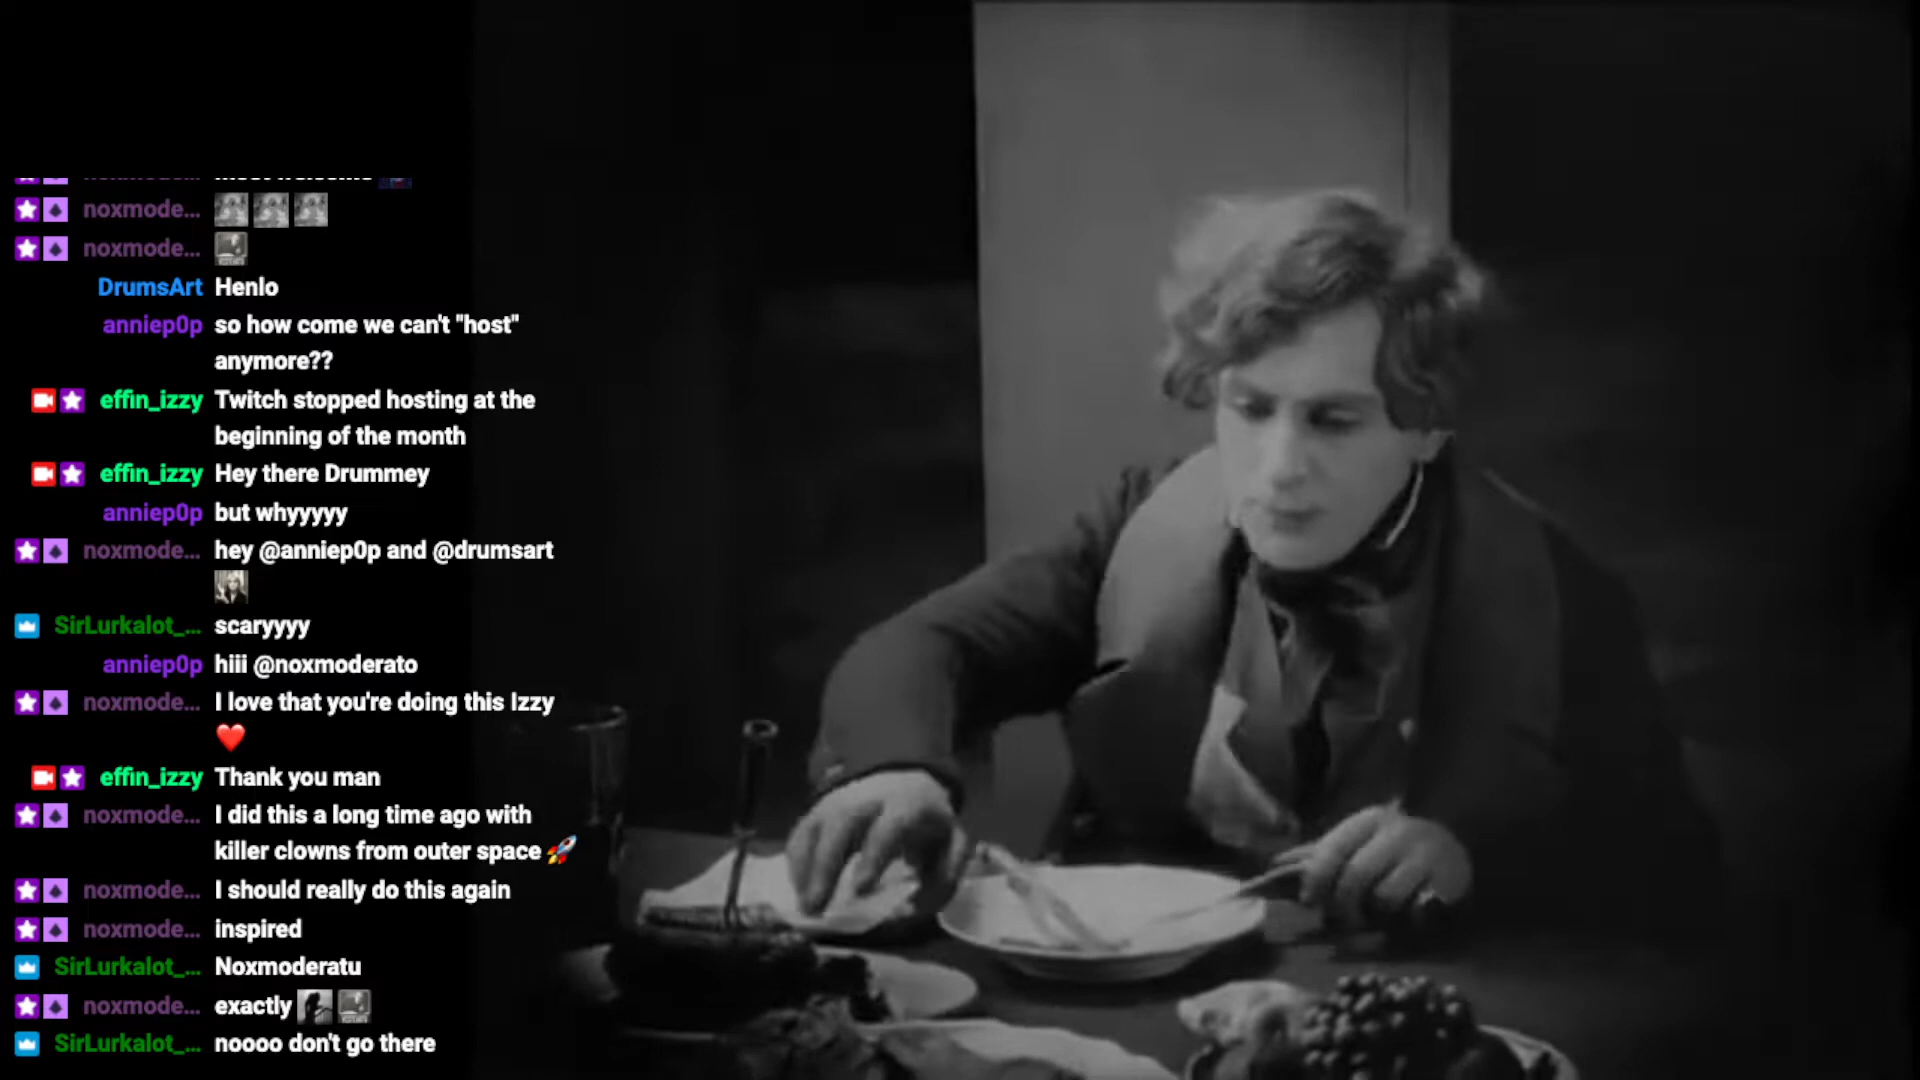 noxmode...
noxmode...
DrumsArt Henlo
anniep0p so how come we can't "host"
anymore??
effin_izzy Twitch stopped hosting at the
beginning of the month
effin_izzy Hey there Drummey
anniep0p but whyyyyy
noxmode... hey @anniep0p and @drumsart
SirLurkalot_... scaryyyy
anniep0p hiii @noxmoderato
noxmode... I love that you're doing this Izzy
❤️
effin_izzy Thank you man
noxmode... I did this a long time ago with
killer clowns from outer space 🚀
noxmode... I should really do this again
noxmode... inspired
SirLurkalot_... Noxmoderatu
noxmode... exactly
SirLurkalot_... noooo don't go there